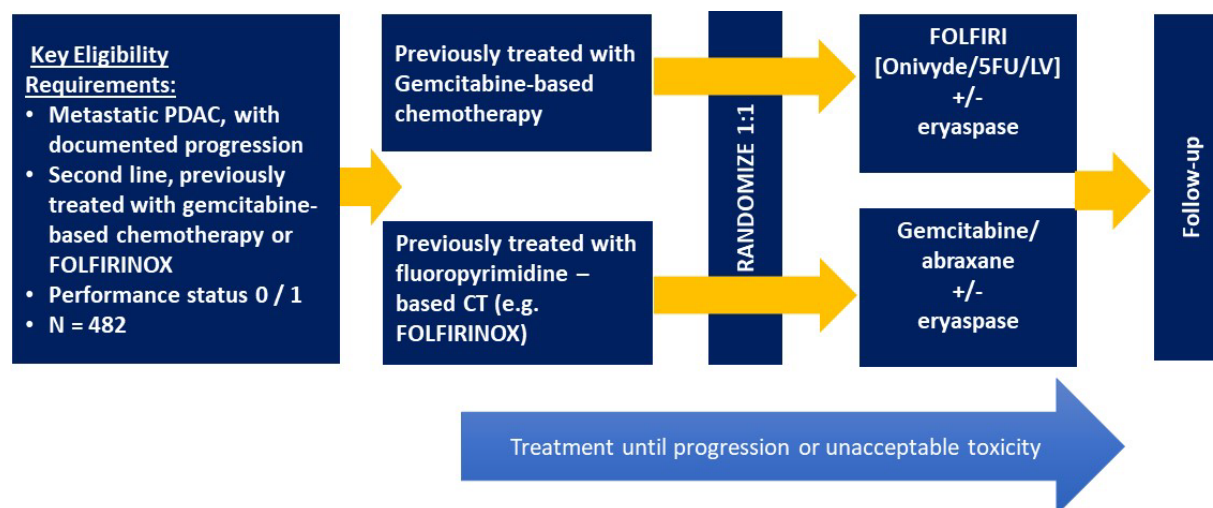 Key Eligibility
Requirements:
• Metastatic PDAC, with
documented progression
• Second line, previously
treated with gemcitabine-
based chemotherapy or
FOLFIRINOX
• Performance status 0 / 1
• N = 482
Previously treated with
Gemcitabine-based
chemotherapy
Previously treated with
fluoropyrimidine –
based CT (e.g.
FOLFIRINOX)
RANDOMIZE 1:1
FOLFIRI
[Onivyde/5FU/LV]
+/-
eryaspase
Gemcitabine/
abraxane
+/-
eryaspase
Follow-up
Treatment until progression or unacceptable toxicity